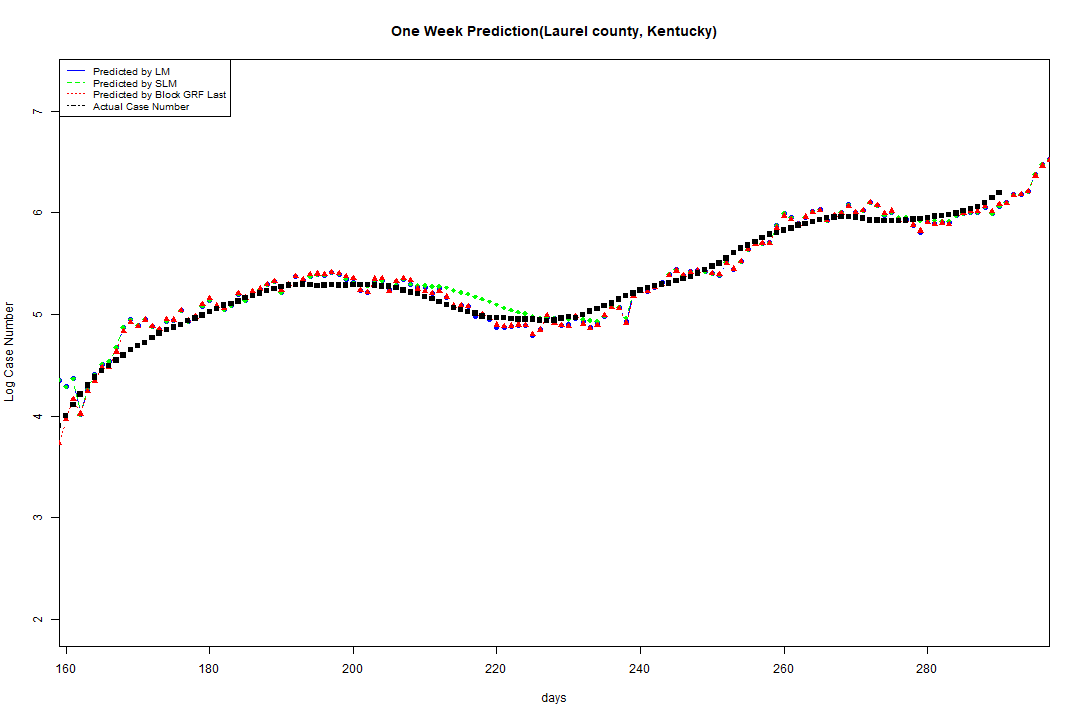 One Week Prediction(Laurel county, Kentucky)
Predicted by LM
Predicted by SLM
Predicted by Block GRF Last
Actual Case Number
7
6
5
4
3
2
Log Case Number
160 180 200 220 240 260 280
days